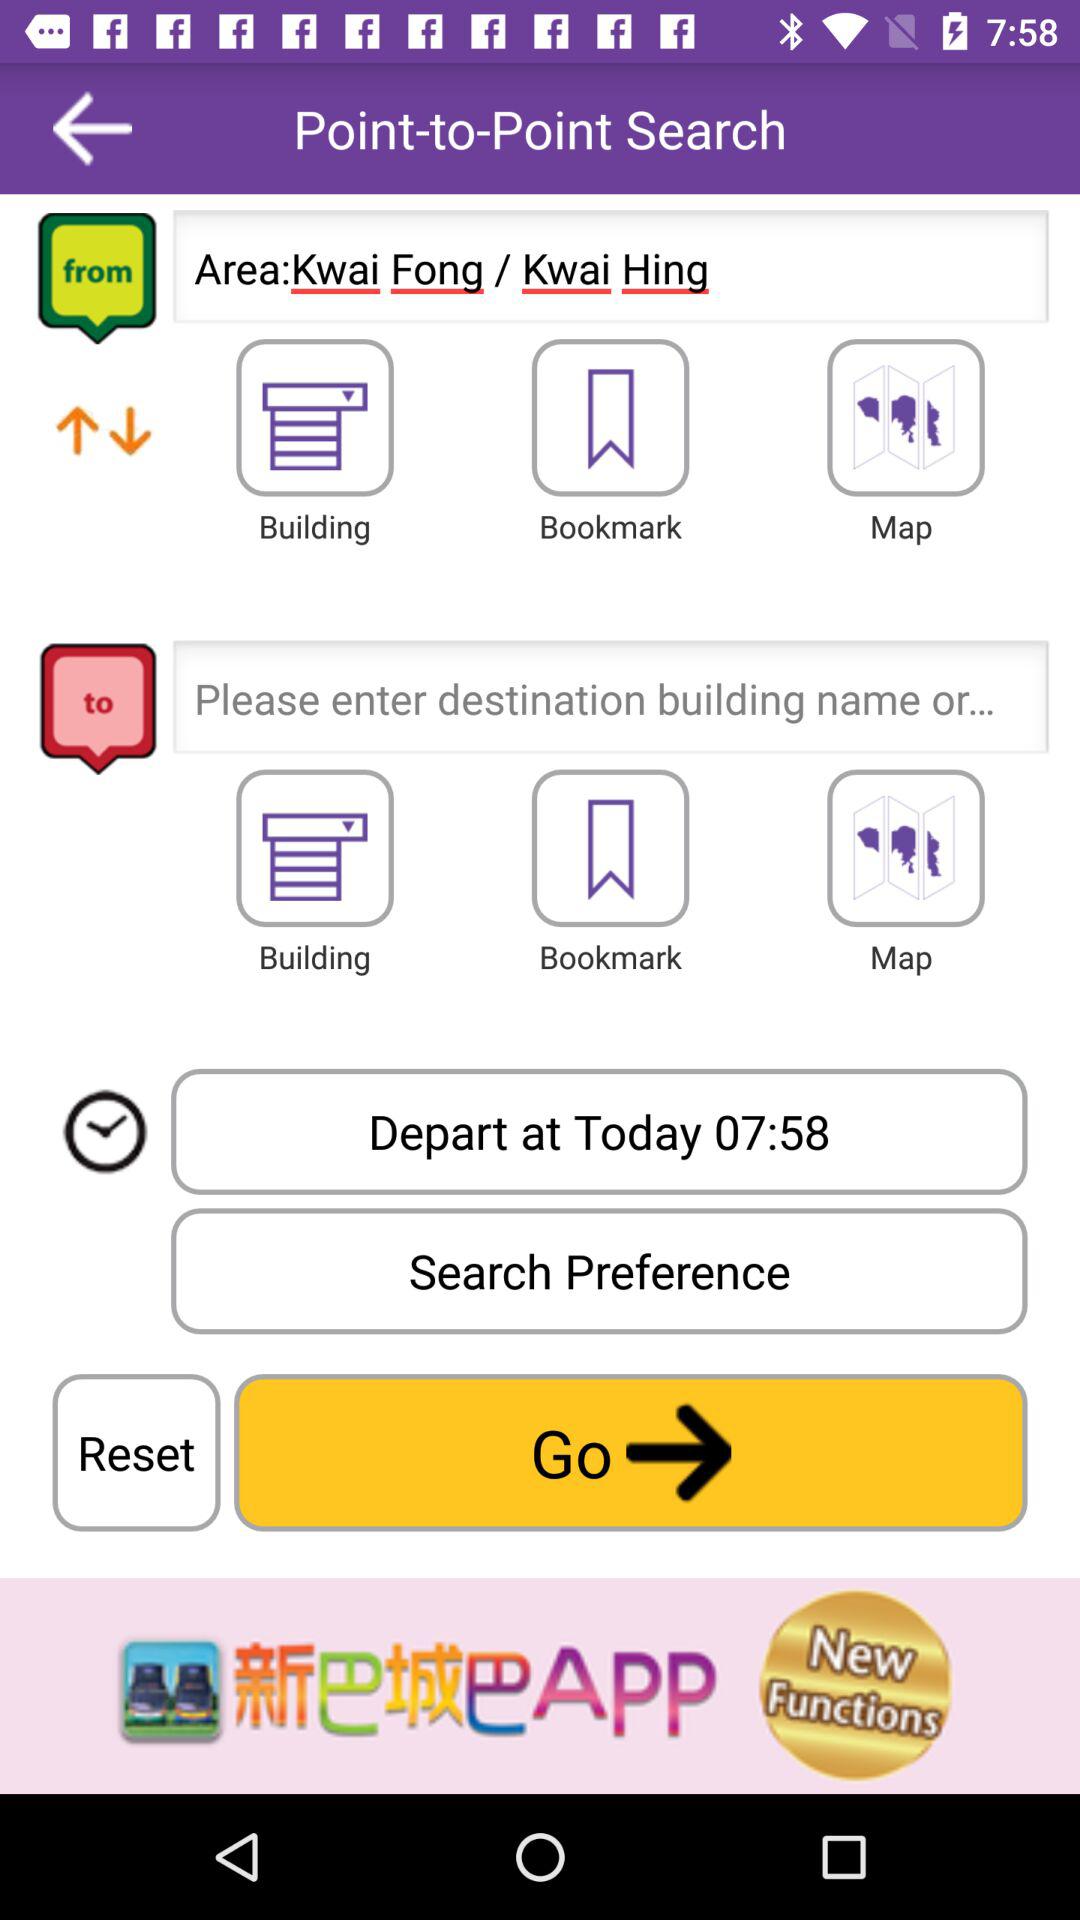 7:58
Point-to-Point Search
from
Area:Kwai Fong / Kwai Hing
Building Bookmark Map
to
Please enter destination building name or...
Building Bookmark Map
Depart at Today 07:58
Search Preference
Reset Go
新巴城巴APP
New
Functions